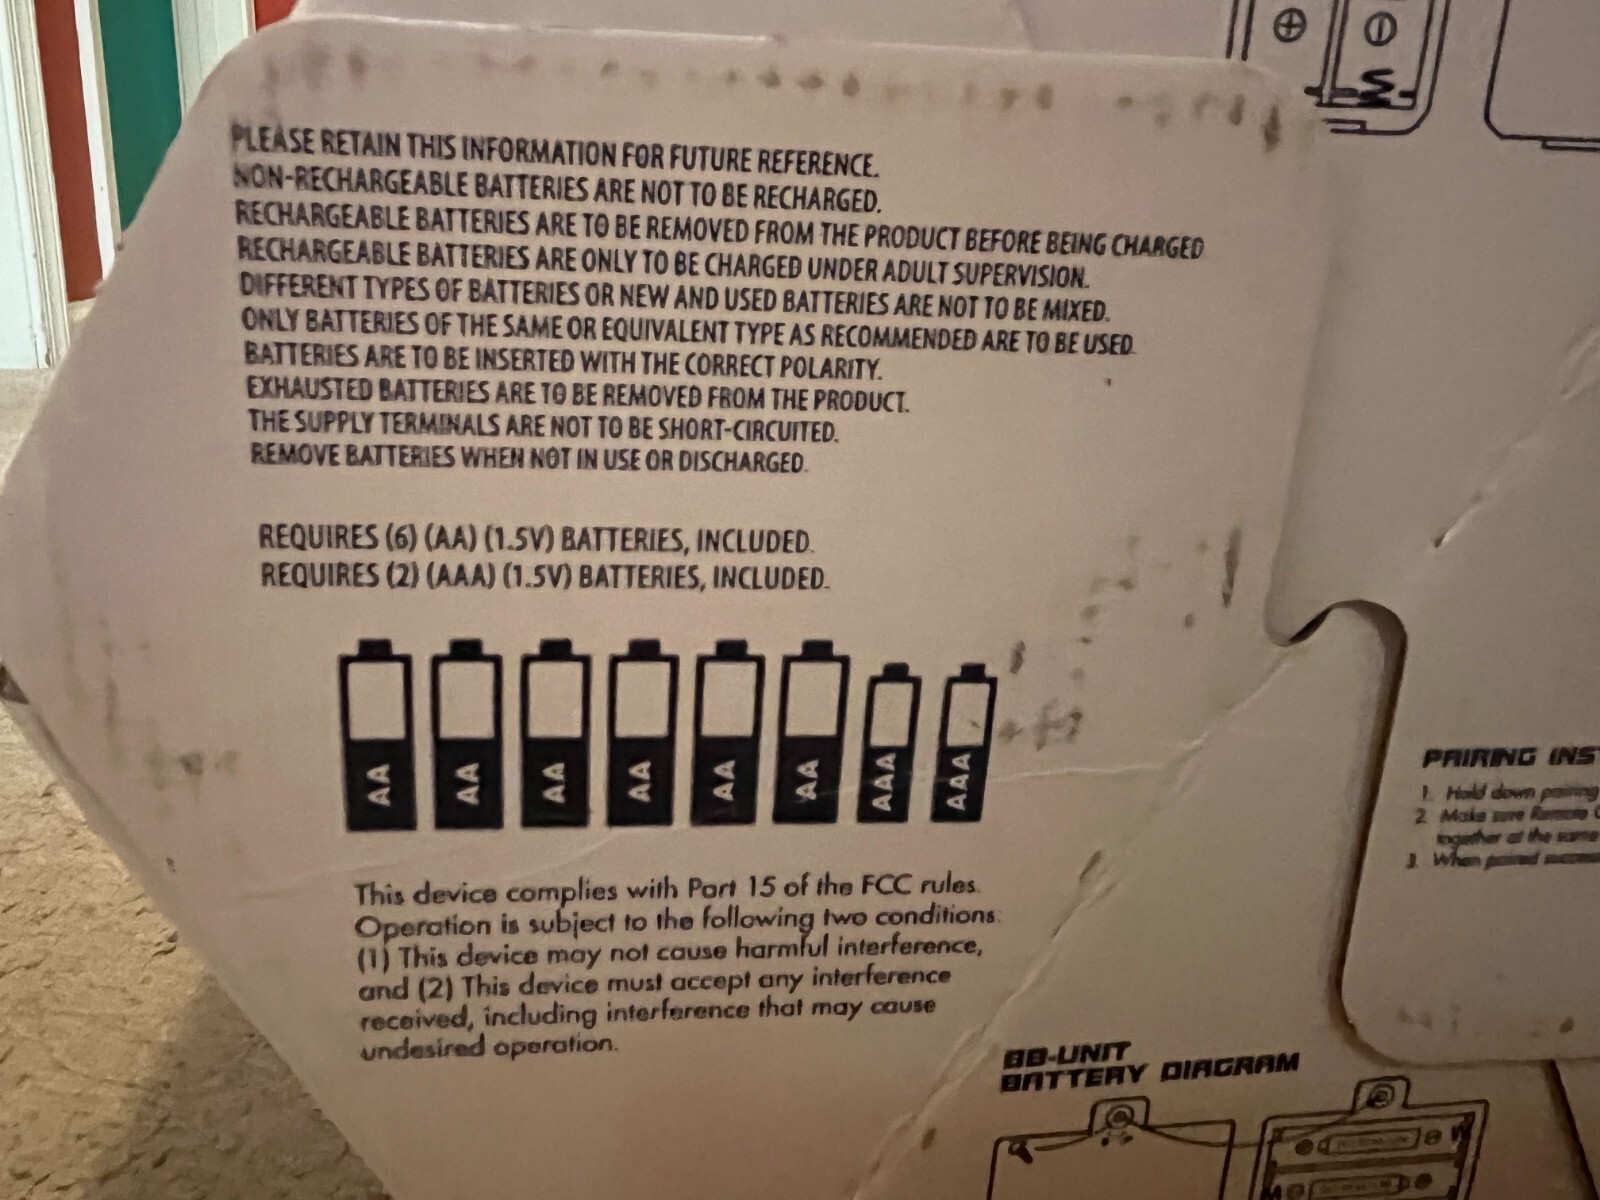 PLEASE RETAIN THIS INFORMATION FOR FUTURE REFERENCE.
NON-RECHARGEABLE BATTERIES ARE NOT TO BE RECHARGED.
RECHARGEABLE BATTERIES ARE TO BE REMOVED FROM THE PRODUCT BEFORE BEING CHARGED
RECHARGEABLE BATTERIES ARE ONLY TO BE CHARGED UNDER ADULT SUPERVISION.
DIFFERENT TYPES OF BATTERIES OR NEW AND USED BATTERIES ARE NOT TO BE MIXED.
ONLY BATTERIES OF THE SAME OR EQUIVALENT TYPE AS RECOMMENDED ARE TO BE USED.
BATTERIES ARE TO BE INSERTED WITH THE CORRECT POLARITY.
EXHAUSTED BATTERIES ARE TO BE REMOVED FROM THE PRODUCT.
THE SUPPLY TERMINALS ARE NOT TO BE SHORT-CIRCUITED.
REMOVE BATTERIES WHEN NOT IN USE OR DISCHARGED.
REQUIRES (6) (AA) (1.5V) BATTERIES, INCLUDED.
REQUIRES (2) (AAA) (1.5V) BATTERIES, INCLUDED.
AA AA AA AA AA AA AAA AAA
This device complies with Part 15 of the FCC rules.
Operation is subject to the following two conditions:
(1) This device may not cause harmful interference,
and (2) This device must accept any interference
received, including interference that may cause
undesired operation.
PAIRING INS
1. Hold down pairing
2. Make sure Remote
together at the same
3. When paired
BB-UNIT
BATTERY DIAGRAM